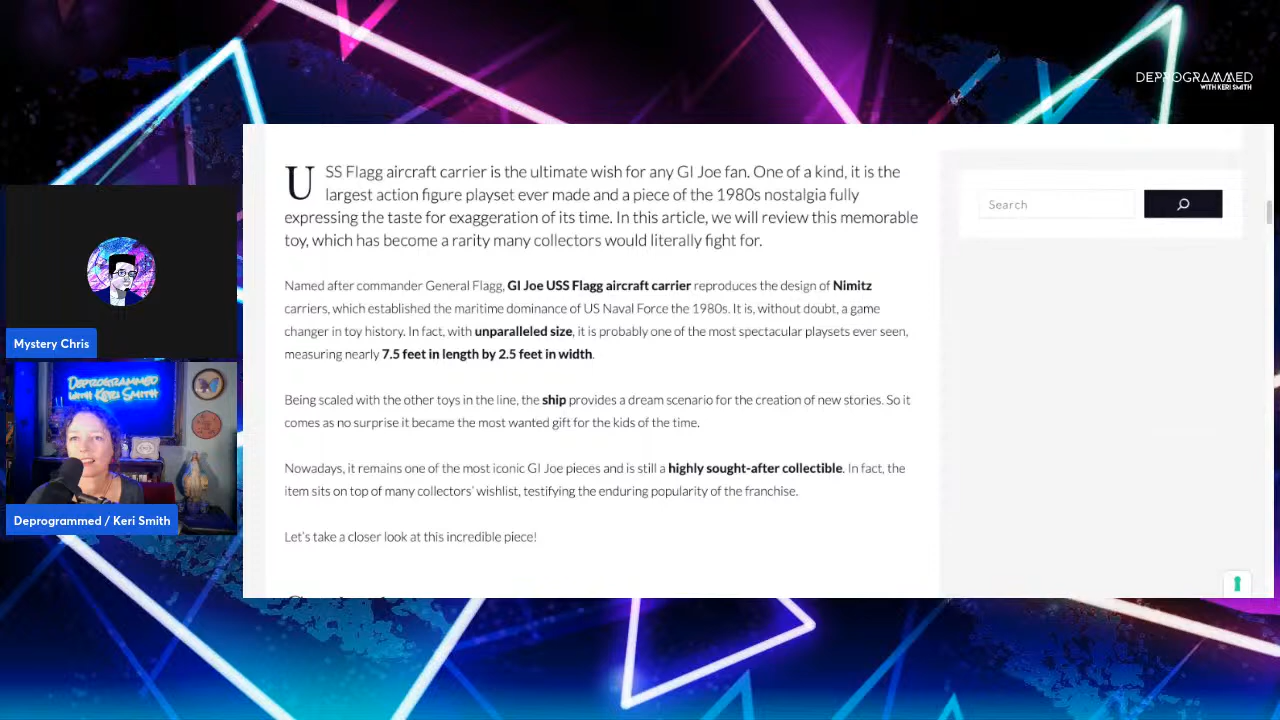 DEPROGRAMMED
WITH KERI SMITH
USS Flagg aircraft carrier is the ultimate wish for any GI Joe fan. One of a kind, it is the
largest action figure playset ever made and a piece of the 1980s nostalgia fully
expressing the taste for exaggeration of its time. In this article, we will review this memorable
toy, which has become a rarity many collectors would literally fight for.
Search
Named after commander General Flagg, GI Joe USS Flagg aircraft carrier reproduces the design of Nimitz
carriers, which established the maritime dominance of US Naval Force the 1980s. It is, without doubt, a game
changer in toy history. In fact, with unparalleled size, it is probably one of the most spectacular playsets ever seen,
measuring nearly 7.5 feet in length by 2.5 feet in width.
Being scaled with the other toys in the line, the ship provides a dream scenario for the creation of new stories. So it
comes as no surprise it became the most wanted gift for the kids of the time.
Nowadays, it remains one of the most iconic GI Joe pieces and is still a highly sought-after collectible. In fact, the
item sits on top of many collectors' wishlist, testifying the enduring popularity of the franchise.
Let's take a closer look at this incredible piece!
Mystery Chris
DEPROGRAMMED
WITH KERI SMITH
Deprogrammed / Keri Smith